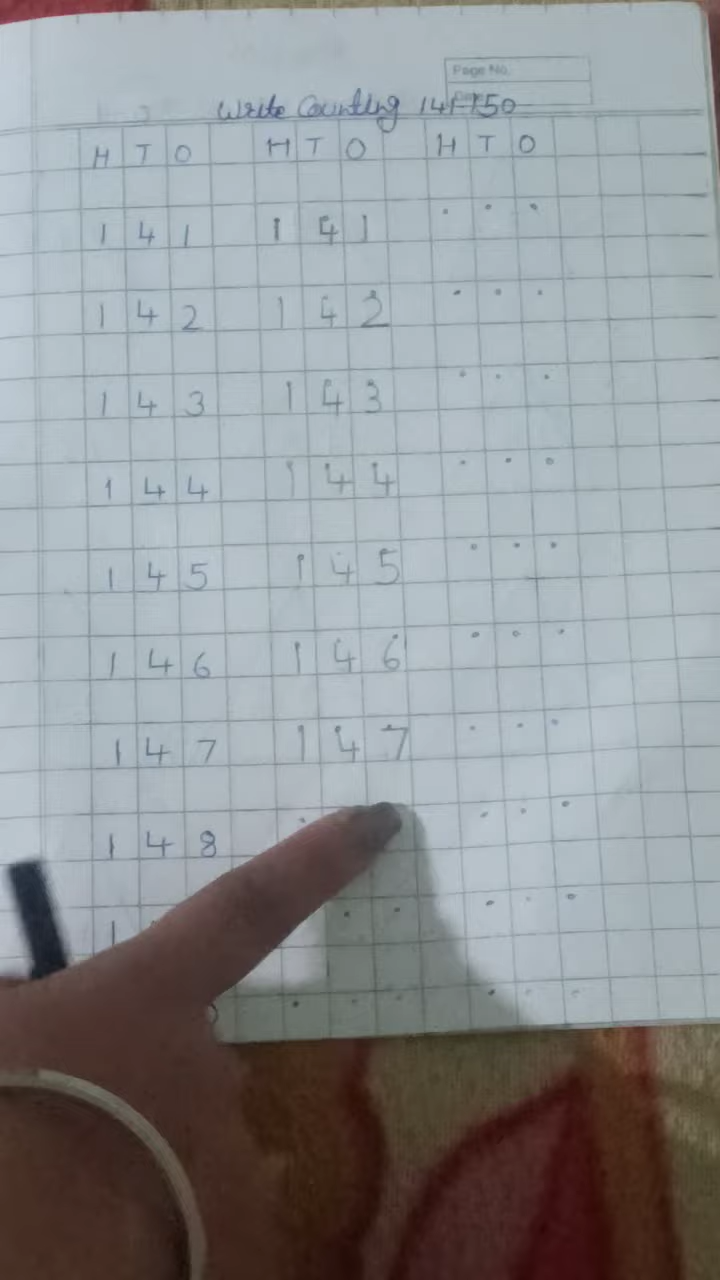 Page No.
Write Counting 141-150
H T O H T O H T O
1 4 1 1 4 1
1 4 2 1 4 2
1 4 3 1 4 3
1 4 4 1 4 4
1 4 5 1 4 5
1 4 6 1 4 6
1 4 7 1 4 7
1 4 8
1